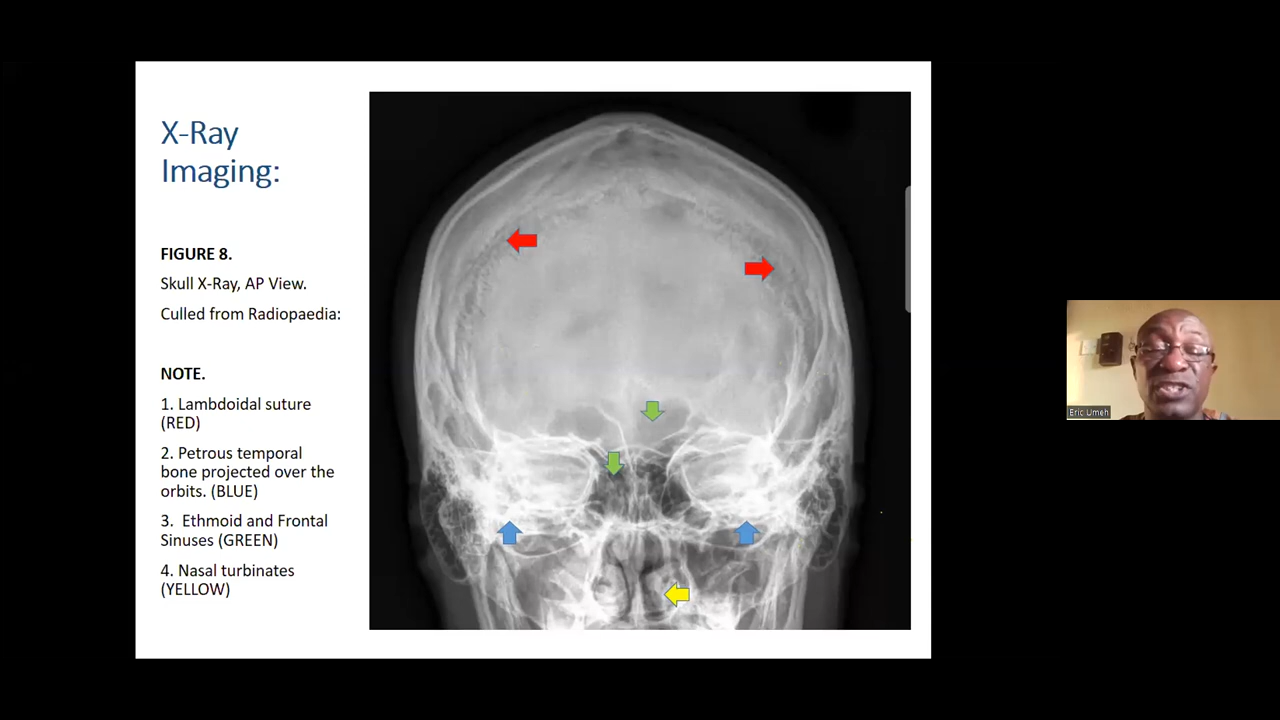 X-Ray
Imaging:
FIGURE 8.
Skull X-Ray, AP View.
Culled from Radiopaedia:
NOTE.
1. Lambdoidal suture
(RED)
2. Petrous temporal
bone projected over the
orbits. (BLUE)
3. Ethmoid and Frontal
Sinuses (GREEN)
4. Nasal turbinates
(YELLOW)
Eric Umeh